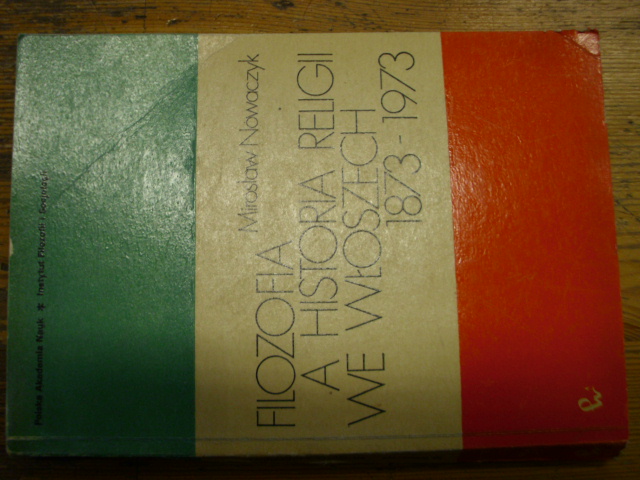 Polska Akademia Nauk * Instytut Filozofii i Socjologii
Mirosław Nowaczyk
FILOZOFIA
A HISTORIA RELIGII
WE WŁOSZECH
1873-1973